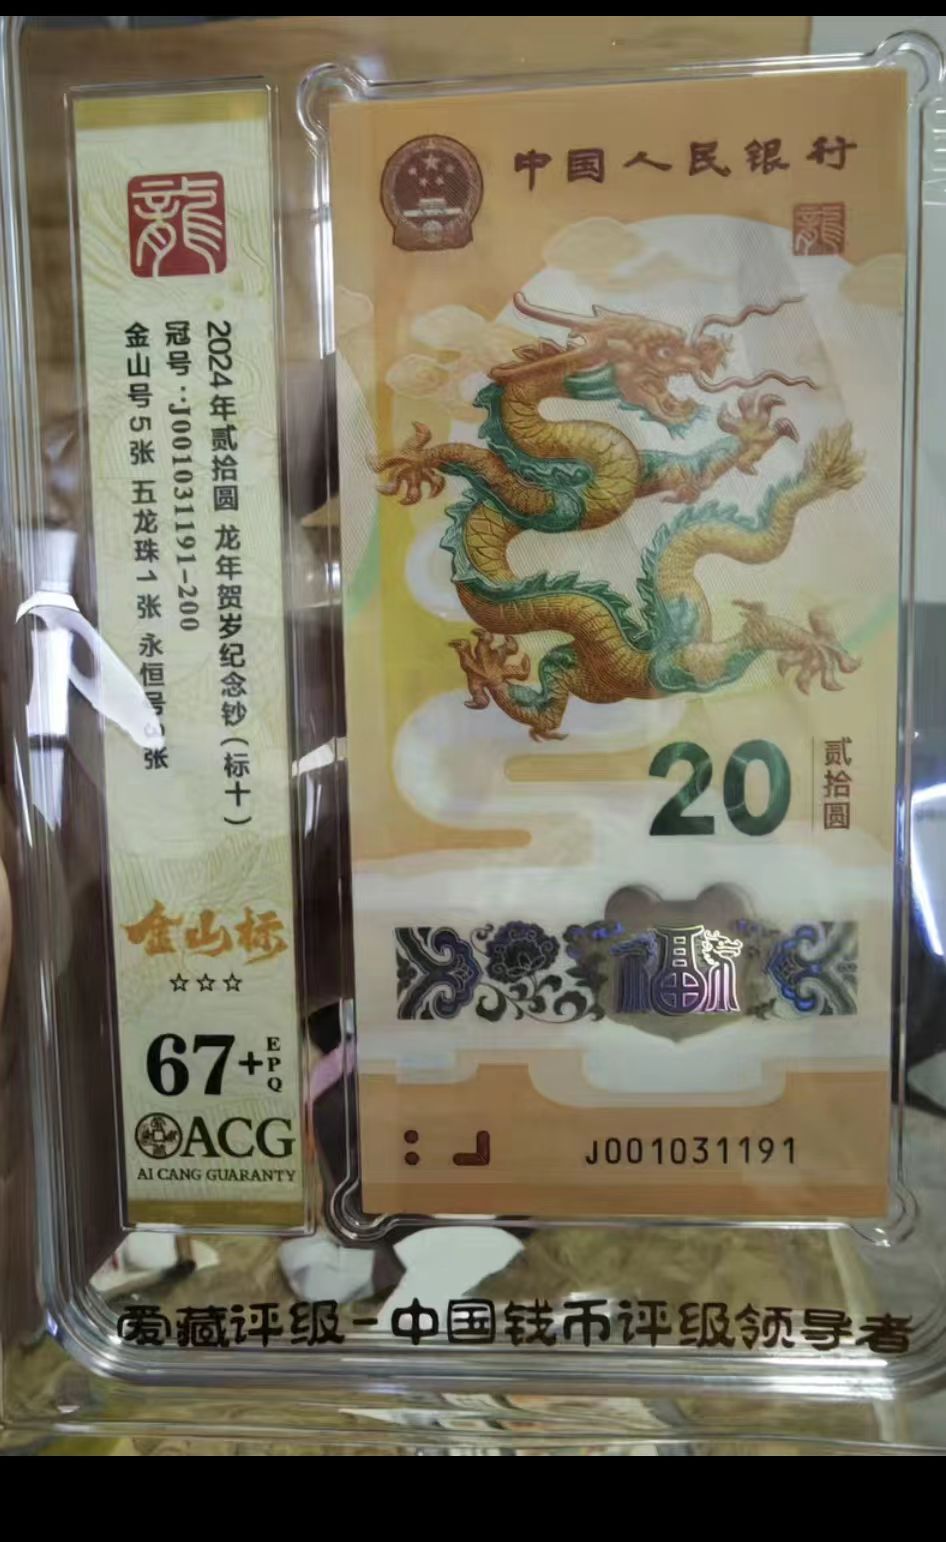 龍
2024年贰拾圆 龙年贺岁纪念钞(标十)
冠号:J001031191-200
金山号5张 五龙珠1张 永恒号3张
金山标
☆☆☆
67+EPQ
ACG
AI CANG GUARANTY
中国人民银行
龍
20
贰拾圆
福
J001031191
爱藏评级-中国钱币评级领导者